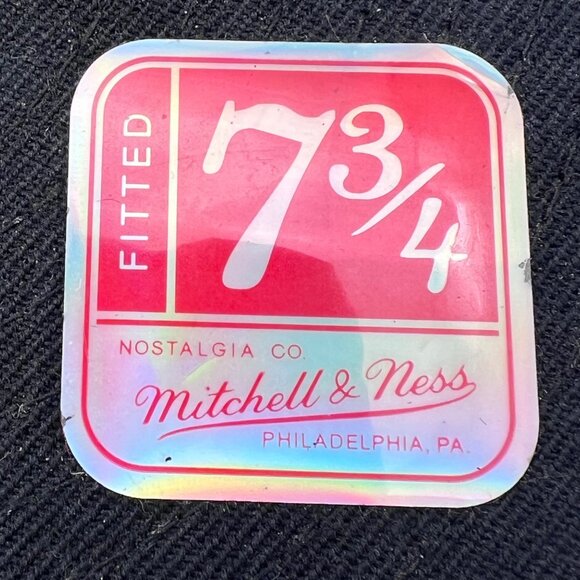 FITTED
7 3/4
NOSTALGIA CO.
Mitchell & Ness
PHILADELPHIA, PA.